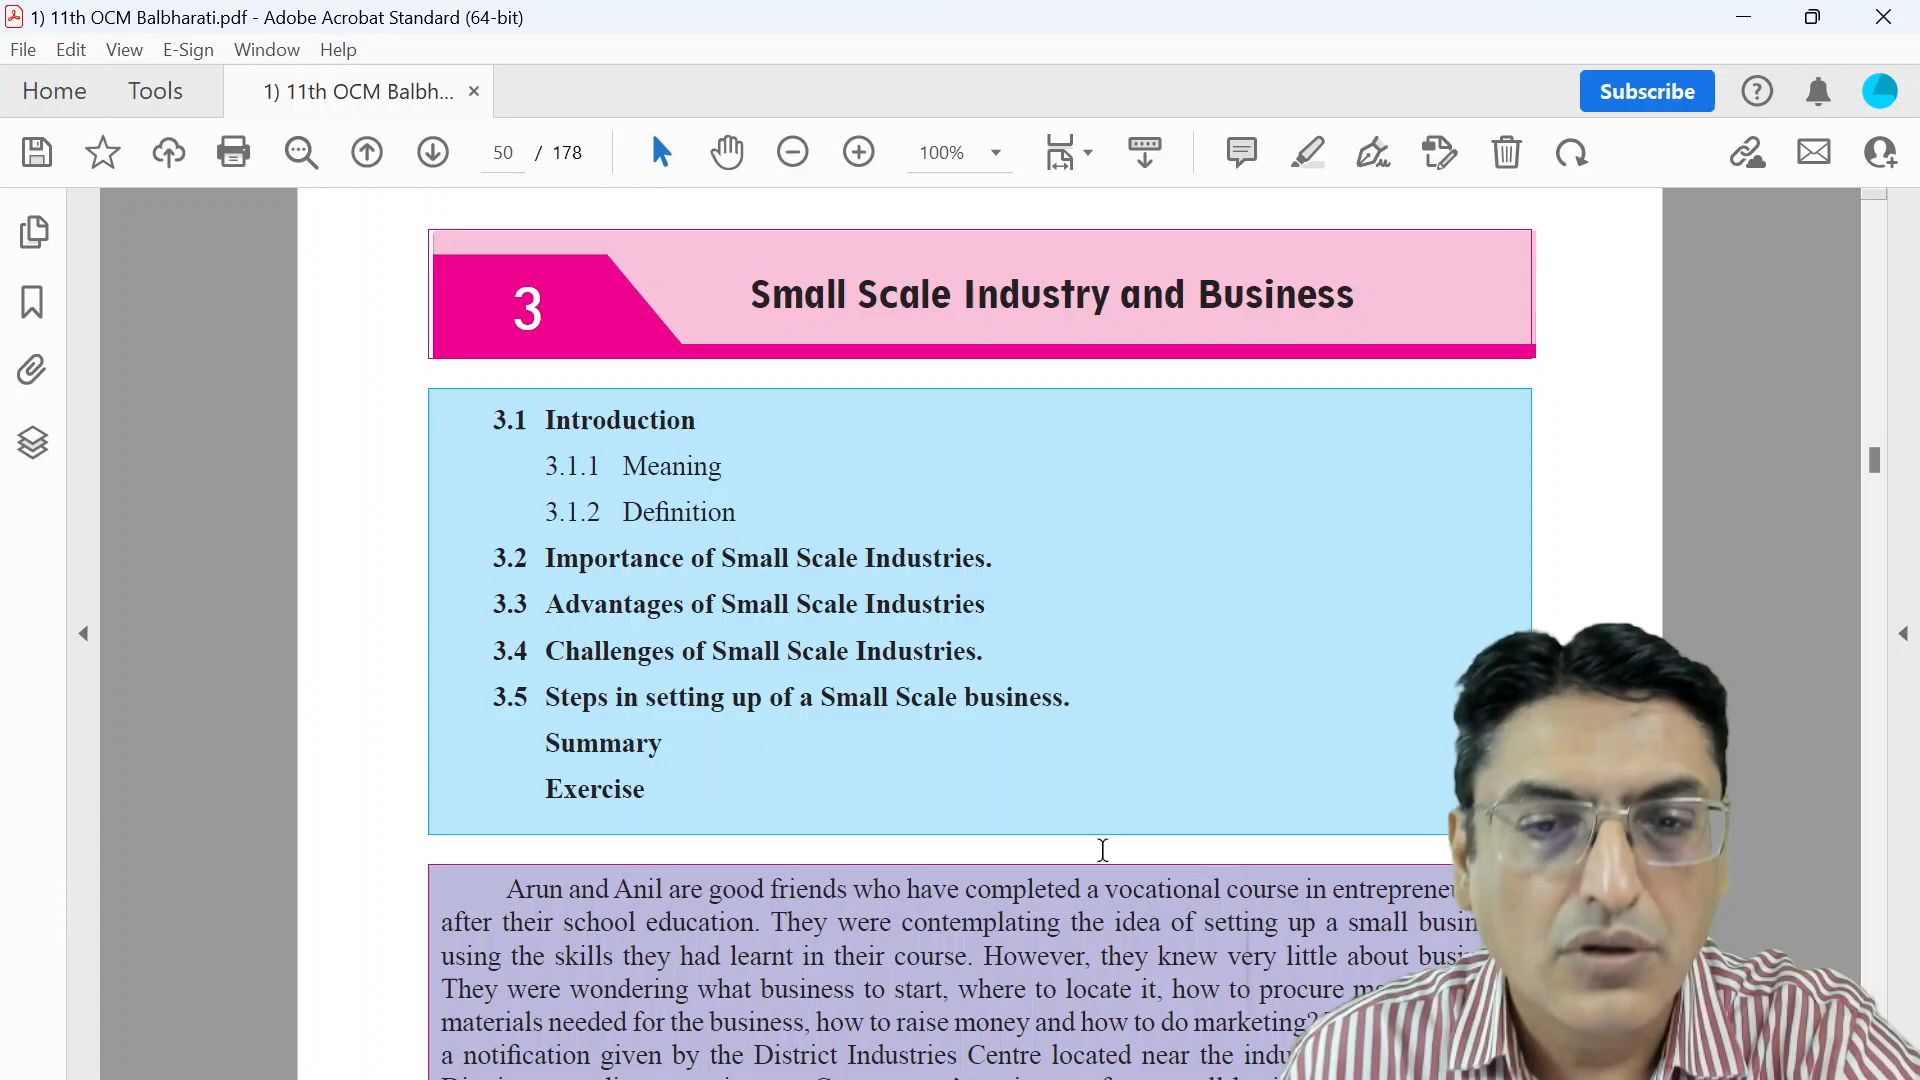 1) 11th OCM Balbharati.pdf - Adobe Acrobat Standard (64-bit)
File Edit View E-Sign Window Help
Home Tools 1) 11th OCM Balbh... Subscribe
50 / 178 100%
3 Small Scale Industry and Business
3.1 Introduction
3.1.1 Meaning
3.1.2 Definition
3.2 Importance of Small Scale Industries.
3.3 Advantages of Small Scale Industries
3.4 Challenges of Small Scale Industries.
3.5 Steps in setting up of a Small Scale business.
Summary
Exercise
Arun and Anil are good friends who have completed a vocational course in
after their school education. They were contemplating the idea of setting up a small
using the skills they had learnt in their course. However, they knew very little about
They were wondering what business to start, where to locate it, how to procure
materials needed for the business, how to raise money and how to do marketing?
a notification given by the District Industries Centre located near the